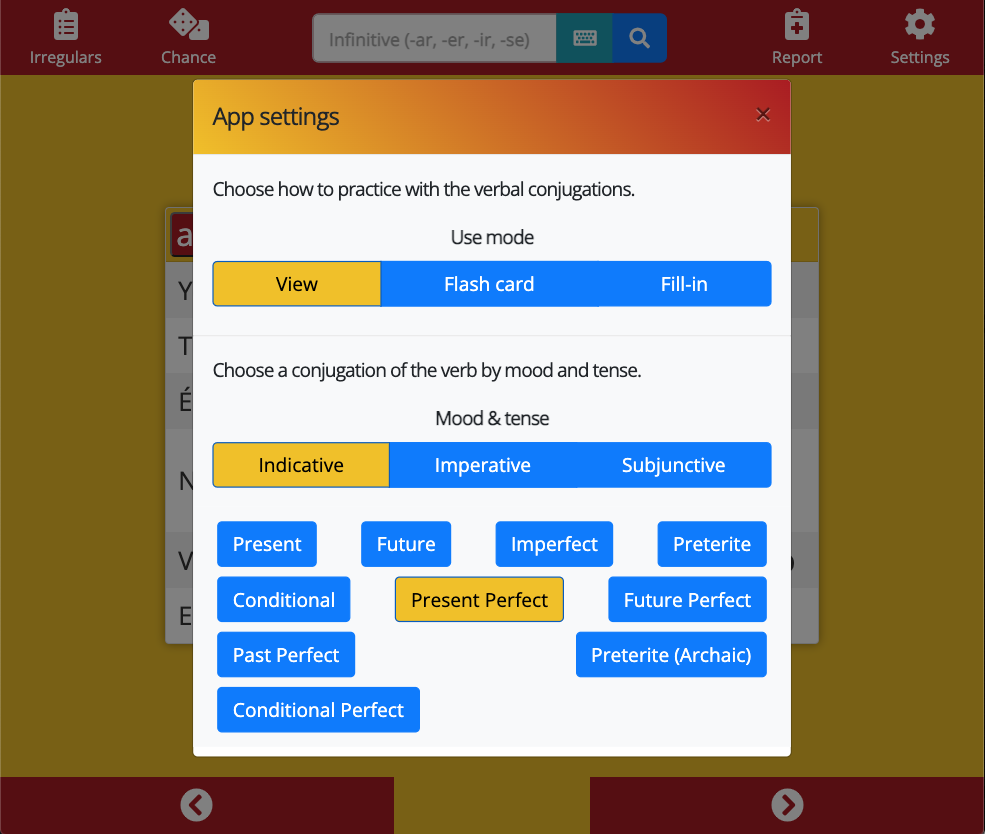 Irregulars Chance Infinitive (-ar, -er, -ir, -se) Report Settings
App settings
Choose how to practice with the verbal conjugations.
Use mode
View Flash card Fill-in
Choose a conjugation of the verb by mood and tense.
Mood & tense
Indicative Imperative Subjunctive
Present Future Imperfect Preterite
Conditional Present Perfect Future Perfect
Past Perfect Preterite (Archaic)
Conditional Perfect